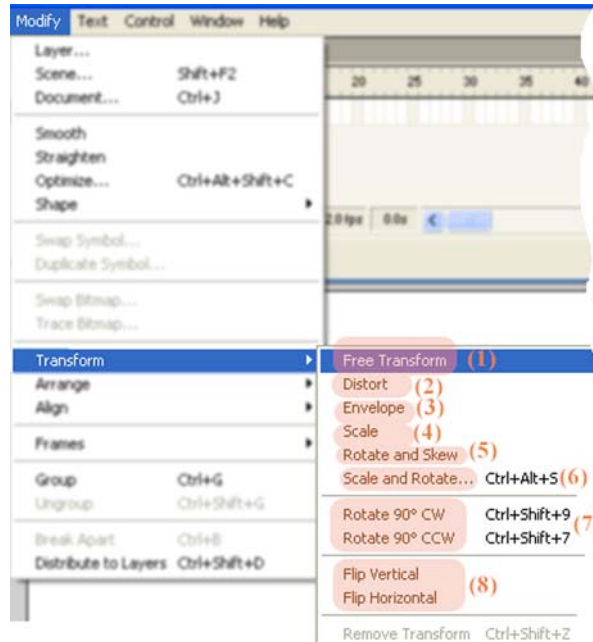 Modify Text Control Window Help
Layer...
Scene... Shift+F2
Document... Ctrl+J
20 25 30 35 40
Smooth
Straighten
Optimize... Ctrl+Alt+Shift+C
Shape
2.0 fps 0.0s
Swap Symbol...
Duplicate Symbol...
Swap Bitmap...
Trace Bitmap...
Transform
Arrange
Align
Frames
Group Ctrl+G
Ungroup Ctrl+Shift+G
Break Apart Ctrl+B
Distribute to Layers Ctrl+Shift+D
Free Transform (1)
Distort (2)
Envelope (3)
Scale (4)
Rotate and Skew (5)
Scale and Rotate... Ctrl+Alt+S (6)
Rotate 90° CW Ctrl+Shift+9
(7
Rotate 90° CCW Ctrl+Shift+7
Flip Vertical
(8)
Flip Horizontal
Remove Transform Ctrl+Shift+Z